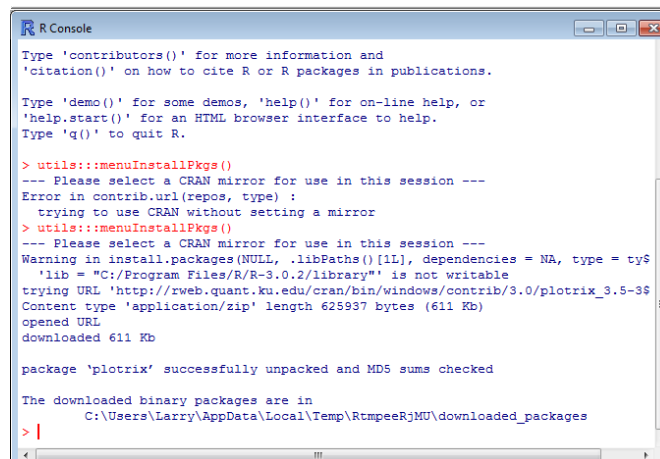 R Console
Type 'contributors()' for more information and
'citation()' on how to cite R or R packages in publications.
Type 'demo()' for some demos, 'help()' for on-line help, or
'help.start()' for an HTML browser interface to help.
Type 'q()' to quit R.
> utils:::menuInstallPkgs()
--- Please select a CRAN mirror for use in this session ---
Error in contrib.url(repos, type) :
  trying to use CRAN without setting a mirror
> utils:::menuInstallPkgs()
--- Please select a CRAN mirror for use in this session ---
Warning in install.packages(NULL, .libPaths()[1L], dependencies = NA, type = ty$
  'lib = "C:/Program Files/R/R-3.0.2/library"' is not writable
trying URL 'http://rweb.quant.ku.edu/cran/bin/windows/contrib/3.0/plotrix_3.5-3$
Content type 'application/zip' length 625937 bytes (611 Kb)
opened URL
downloaded 611 Kb
package ‘plotrix’ successfully unpacked and MD5 sums checked
The downloaded binary packages are in
        C:\Users\Larry\AppData\Local\Temp\RtmpeeRjMU\downloaded_packages
>